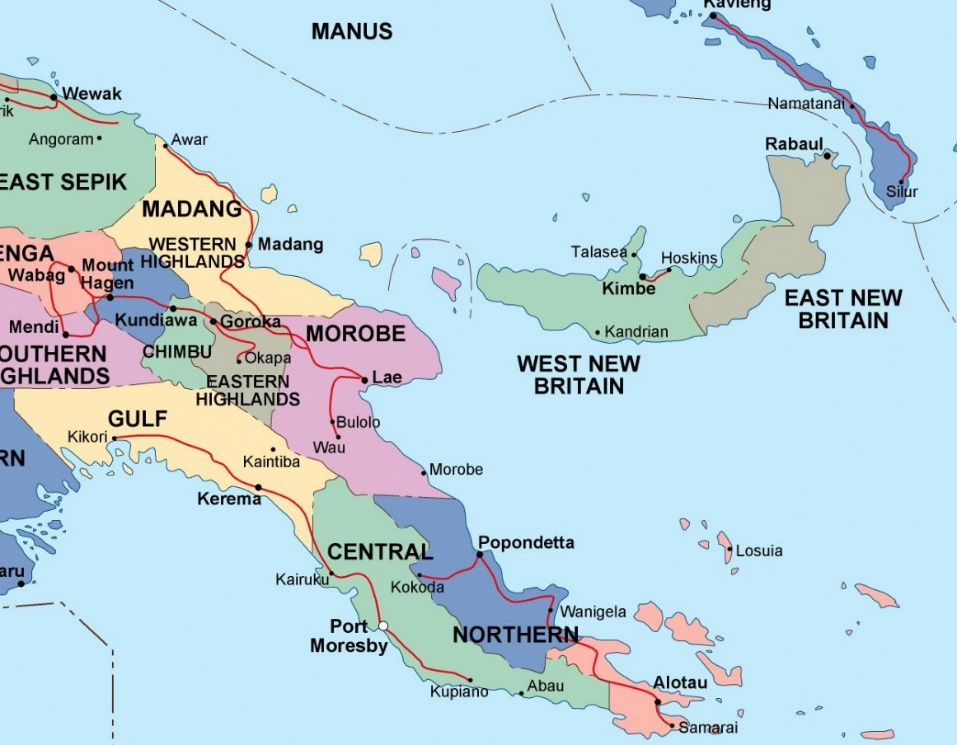 Kavieng
MANUS
Wewak
rik
Angoram
Awar
Namatanai
Rabaul
EAST SEPIK
Silur
MADANG
WESTERN
HIGHLANDS
Madang
ENGA
Wabag
Mount
Hagen
Talasea
Hoskins
Kimbe
EAST NEW
BRITAIN
Mendi
Kundiawa
Goroka
MOROBE
Kandrian
OUTHERN
GHLANDS
CHIMBU
Okapa
WEST NEW
BRITAIN
EASTERN
HIGHLANDS
Lae
GULF
Bulolo
Kikori
Wau
RN
Kaintiba
Morobe
Kerema
CENTRAL
Popondetta
Losuia
aru
Kairuku
Kokoda
Wanigela
Port
Moresby
NORTHERN
Kupiano
Abau
Alotau
Samarai